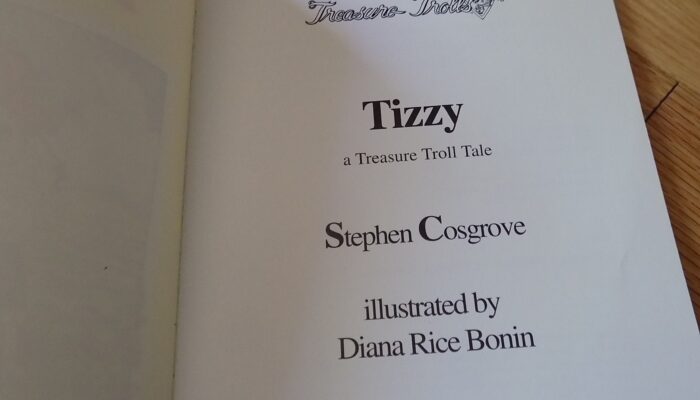 Treasure Trolls
Tizzy
a Treasure Troll Tale
Stephen Cosgrove
illustrated by
Diana Rice Bonin